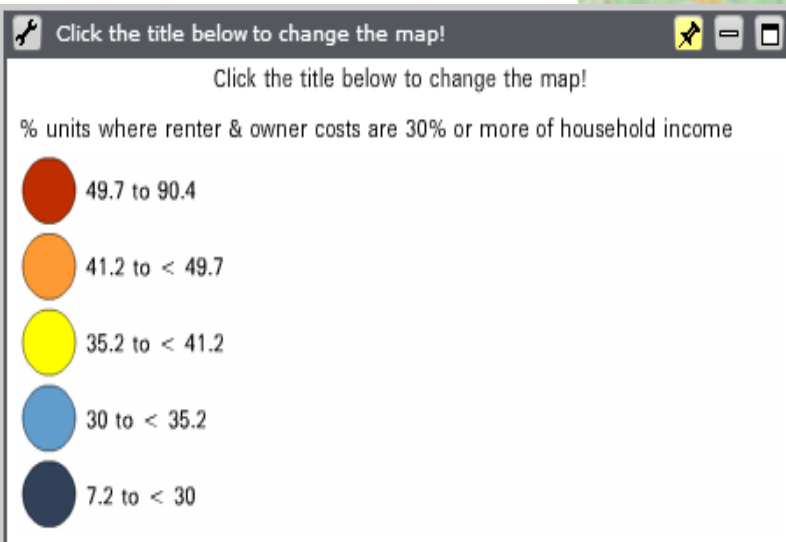 Click the title below to change the map!
Click the title below to change the map!
% units where renter & owner costs are 30% or more of household income
49.7 to 90.4
41.2 to < 49.7
35.2 to < 41.2
30 to < 35.2
7.2 to < 30